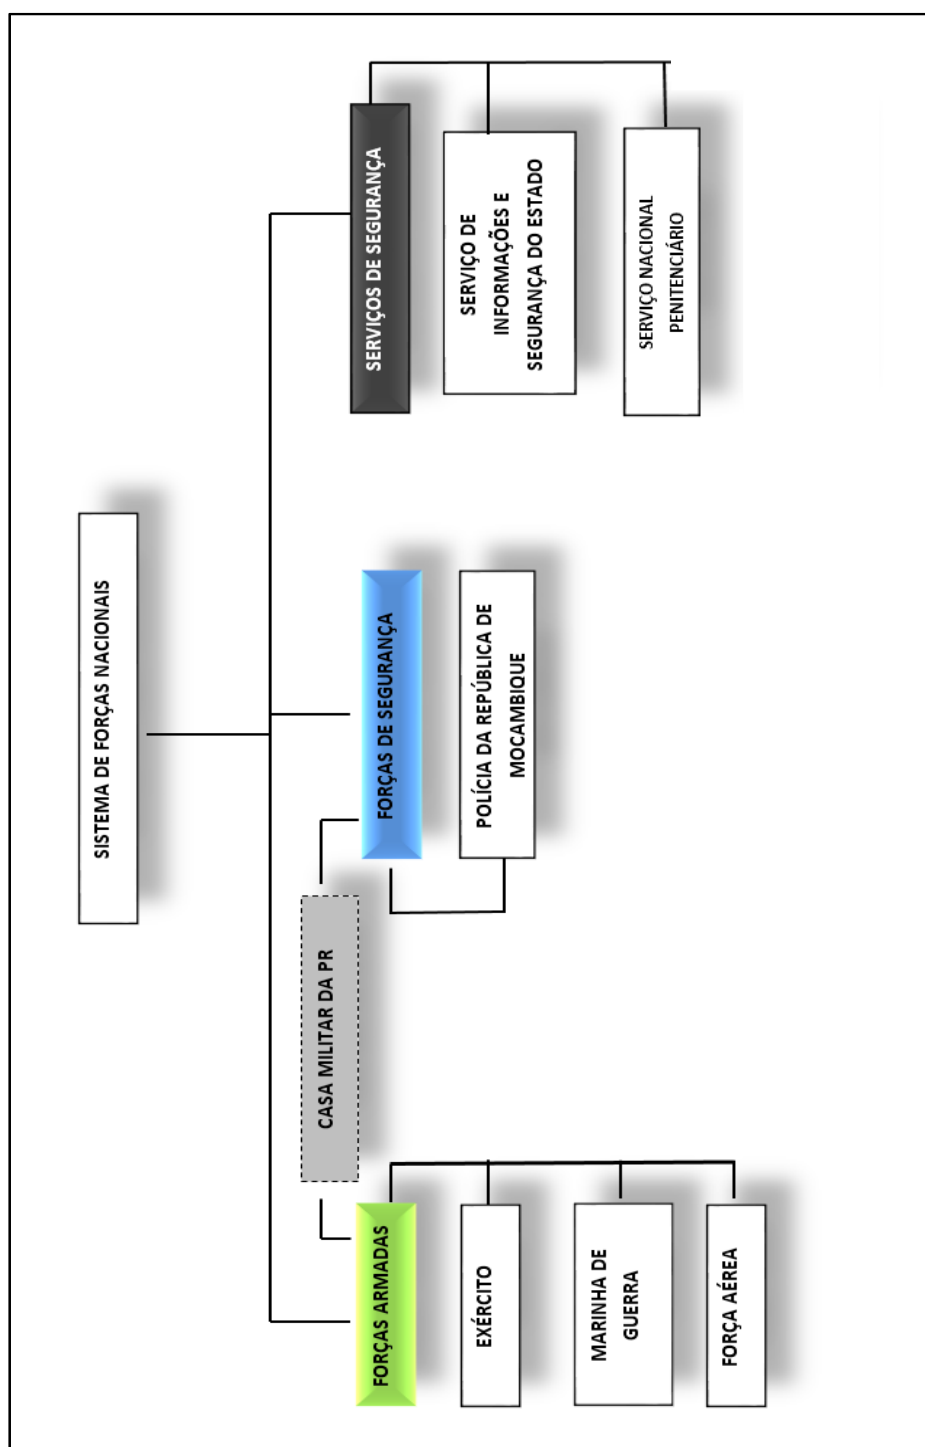 SISTEMA DE FORÇAS NACIONAIS
CASA MILITAR DA PR
FORÇAS ARMADAS
EXÉRCITO
MARINHA DE
GUERRA
FORÇA AÉREA
FORÇAS DE SEGURANÇA
POLÍCIA DA REPÚBLICA DE
MOCAMBIQUE
SERVIÇOS DE SEGURANÇA
SERVIÇO DE
INFORMAÇÕES E
SEGURANÇA DO ESTADO
SERVIÇO NACIONAL
PENITENCIÁRIO